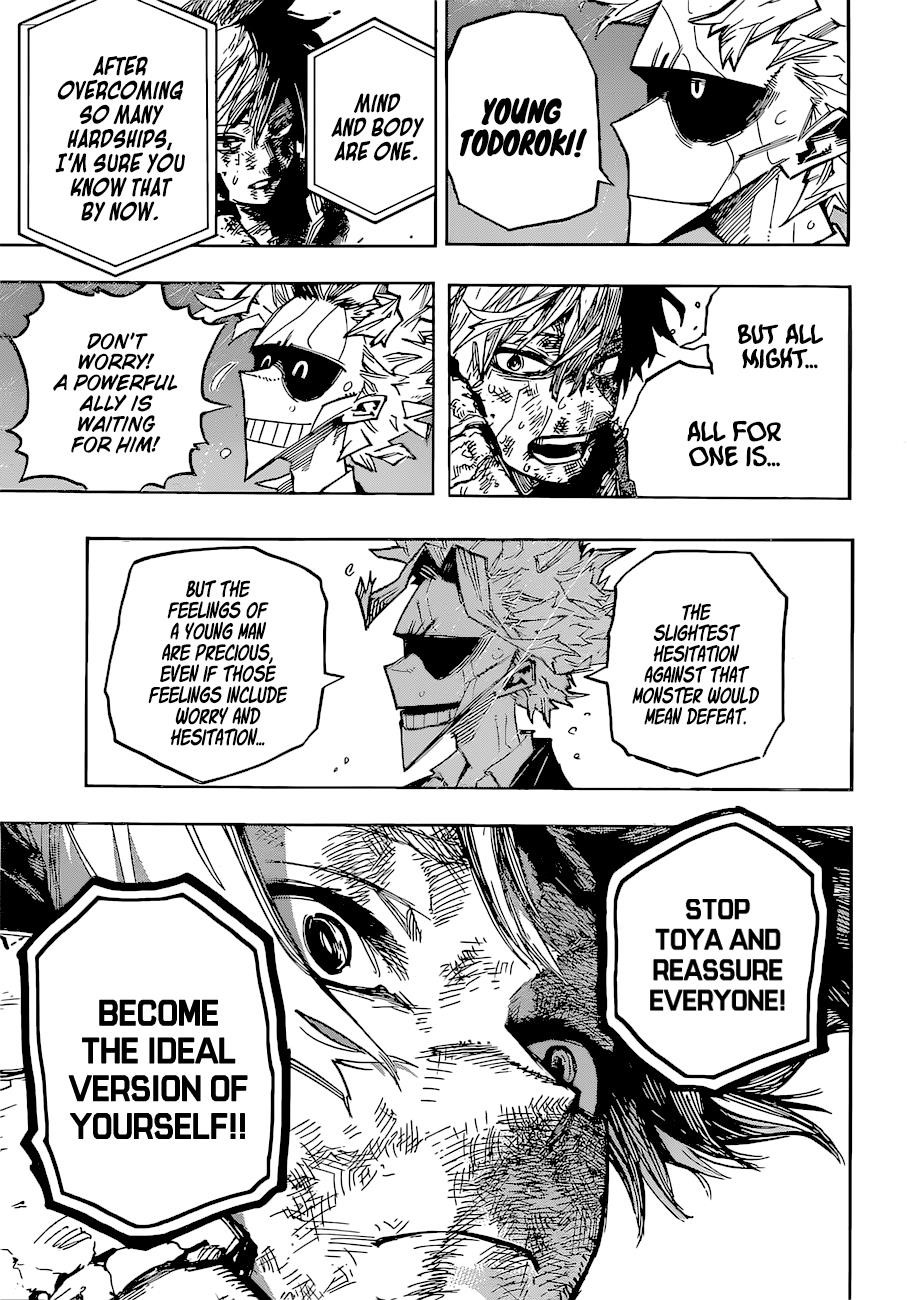 YOUNG
TODOROKI!
MIND
AND BODY
ARE ONE.
AFTER
OVERCOMING
SO MANY
HARDSHIPS,
I'M SURE YOU
KNOW THAT
BY NOW.
BUT ALL
MIGHT...
ALL FOR
ONE IS...
DON'T
WORRY!
A POWERFUL
ALLY IS
WAITING
FOR HIM!
THE
SLIGHTEST
HESITATION
AGAINST THAT
MONSTER WOULD
MEAN DEFEAT.
BUT THE
FEELINGS OF
A YOUNG MAN
ARE PRECIOUS,
EVEN IF THOSE
FEELINGS INCLUDE
WORRY AND
HESITATION...
STOP
TOYA AND
REASSURE
EVERYONE!
BECOME
THE IDEAL
VERSION OF
YOURSELF!!